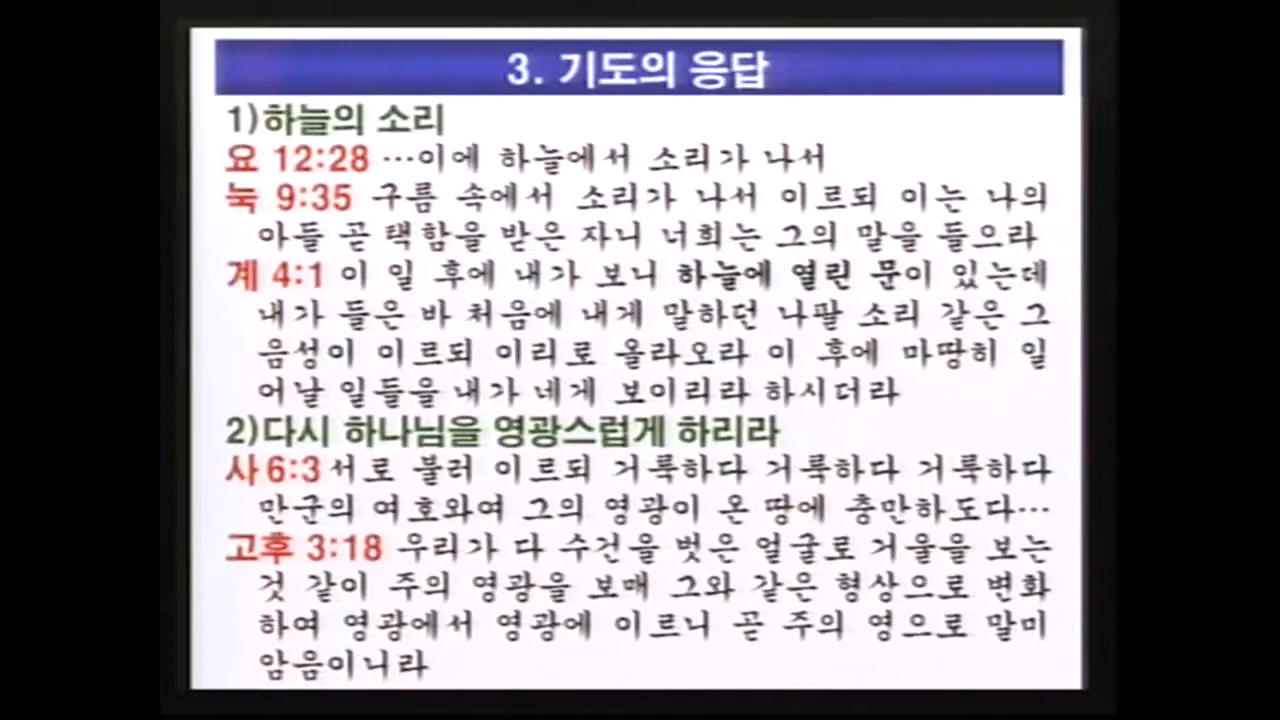 3. 기도의 응답
1)하늘의 소리
요 12:28 …이에 하늘에서 소리가 나서
눅 9:35 구름 속에서 소리가 나서 이르되 이는 나의
아들 곧 택함을 받은 자니 너희는 그의 말을 들으라
계 4:1 이 일 후에 내가 보니 하늘에 열린 문이 있는데
내가 들은 바 처음에 내게 말하던 나팔 소리 같은 그
음성이 이르되 이리로 올라오라 이 후에 마땅히 일
어날 일들을 내가 네게 보이리라 하시더라
2)다시 하나님을 영광스럽게 하리라
사 6:3 서로 불러 이르되 거룩하다 거룩하다 거룩하다
만군의 여호와여 그의 영광이 온 땅에 충만하도다…
고후 3:18 우리가 다 수건을 벗은 얼굴로 거울을 보는
것 같이 주의 영광을 보매 그와 같은 형상으로 변화
하여 영광에서 영광에 이르니 곧 주의 영으로 말미
암음이니라